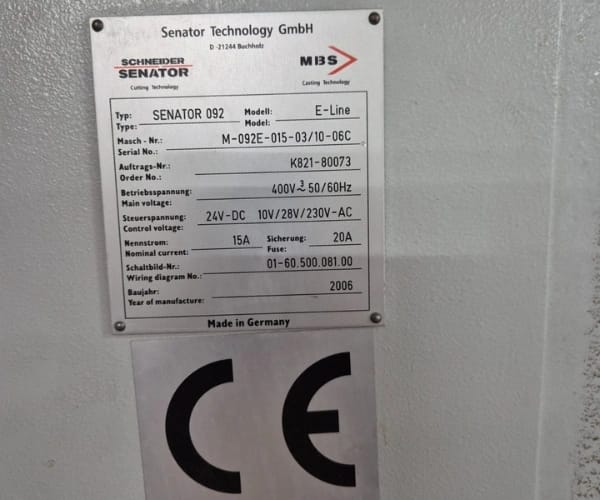 Senator Technology GmbH
D -21244 Buchholz
SCHNEIDER
SENATOR
Cutting Technology
MBS
Casting Technology
Typ: SENATOR 092 Modell: E-Line
Type: Model:
Masch - Nr.: M-092E-015-03/10-06C
Serial No.:
Auftrags-Nr.: K821-80073
Order No.:
Betriebsspannung: 400V 3~ 50/60Hz
Main voltage:
Steuerspannung: 24V-DC 10V/28V/230V-AC
Control voltage:
Nennstrom: 15A Sicherung: 20A
Nominal current: Fuse:
Schaltbild-Nr.: 01-60.500.081.00
Wiring diagram No.:
Baujahr: 2006
Year of manufacture:
Made in Germany
CE